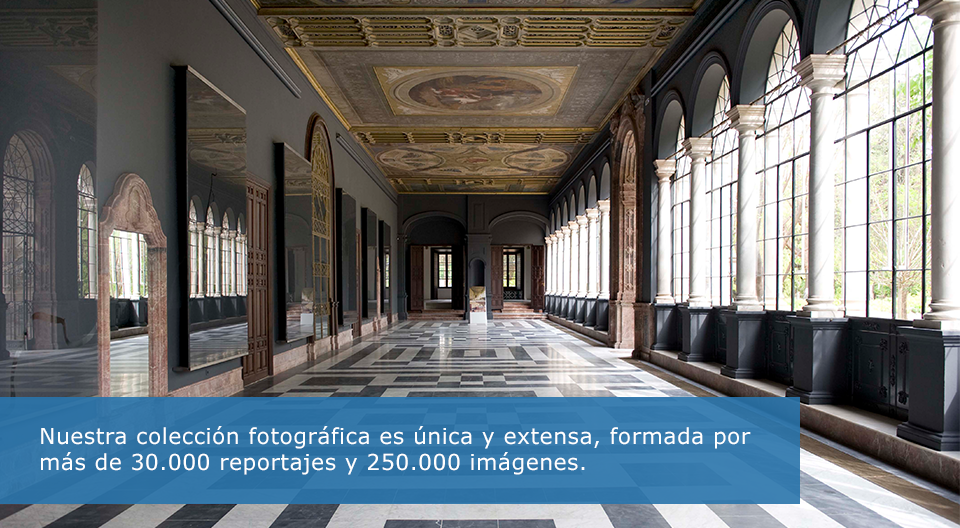 Nuestra colección fotográfica es única y extensa, formada por
más de 30.000 reportajes y 250.000 imágenes.